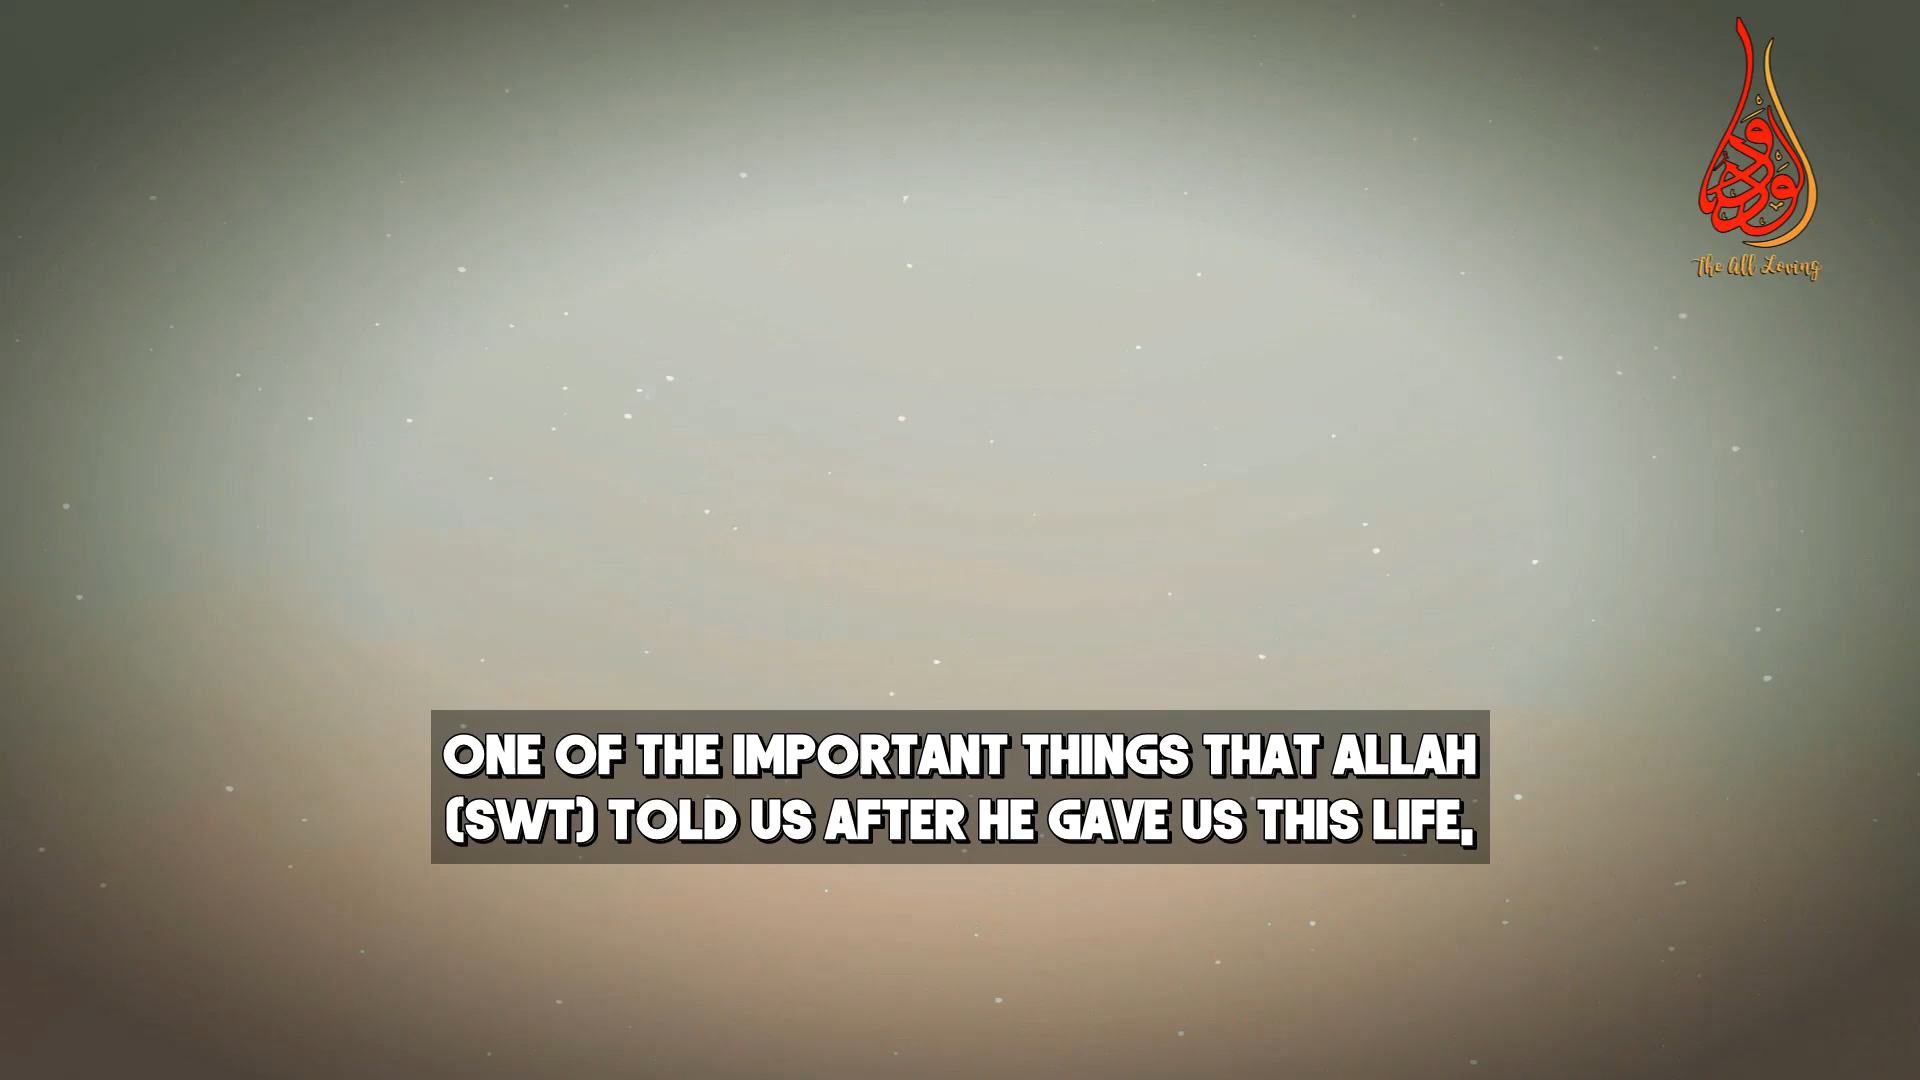 الودود
The All Loving
ONE OF THE IMPORTANT THINGS THAT ALLAH
(SWT) TOLD US AFTER HE GAVE US THIS LIFE,